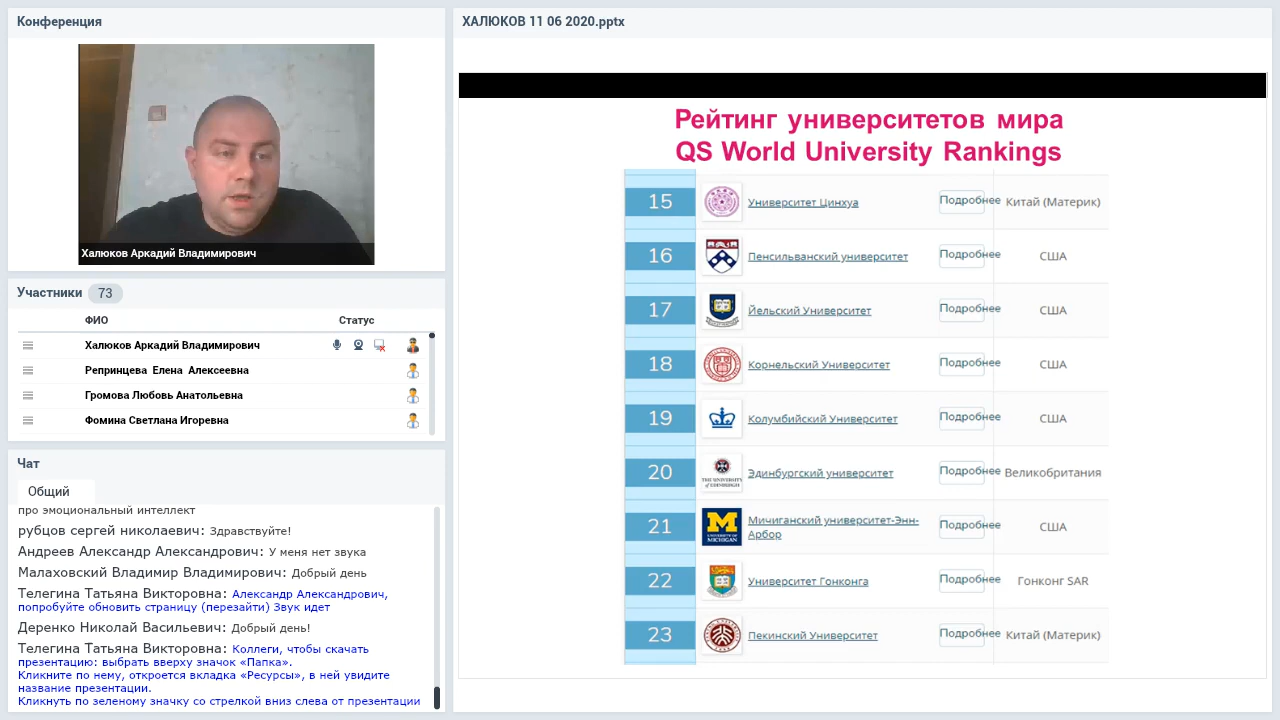 Конференция
Халюков Аркадий Владимирович
Участники 73
ФИО Статус
Халюков Аркадий Владимирович
Репринцева Елена Алексеевна
Громова Любовь Анатольевна
Фомина Светлана Игоревна
Чат
Общий
про эмоциональный интеллект
сергей николаевич: Здравствуйте!
Андреев Александр Александрович: У меня нет звука
Малаховский Владимир Владимирович: Добрый день
Телегина Татьяна Викторовна: Александр Александрович,
попробуйте обновить страницу (перезайти) Звук идет
Деренко Николай Васильевич: Добрый день!
Телегина Татьяна Викторовна: Коллеги, чтобы скачать
презентацию: выбрать вверху значок «Папка».
Кликните по нему, откроется вкладка «Ресурсы», в ней увидите
название презентации.
Кликнуть по зеленому значку со стрелкой вниз слева от презентации
ХАЛЮКОВ 11 06 2020.pptx
Рейтинг университетов мира
QS World University Rankings
15 Университет Цинхуа Подробнее Китай (Материк)
16 Пенсильванский университет Подробнее США
17 Йельский Университет Подробнее США
18 Корнельский Университет Подробнее США
19 Колумбийский Университет Подробнее США
20 THE UNIVERSITY of EDINBURGH Эдинбургский университет Подробнее Великобритания
21 M UNIVERSITY OF MICHIGAN Мичиганский университет-Энн-
Арбор Подробнее США
22 Университет Гонконга Подробнее Гонконг SAR
23 Пекинский Университет Подробнее Китай (Материк)